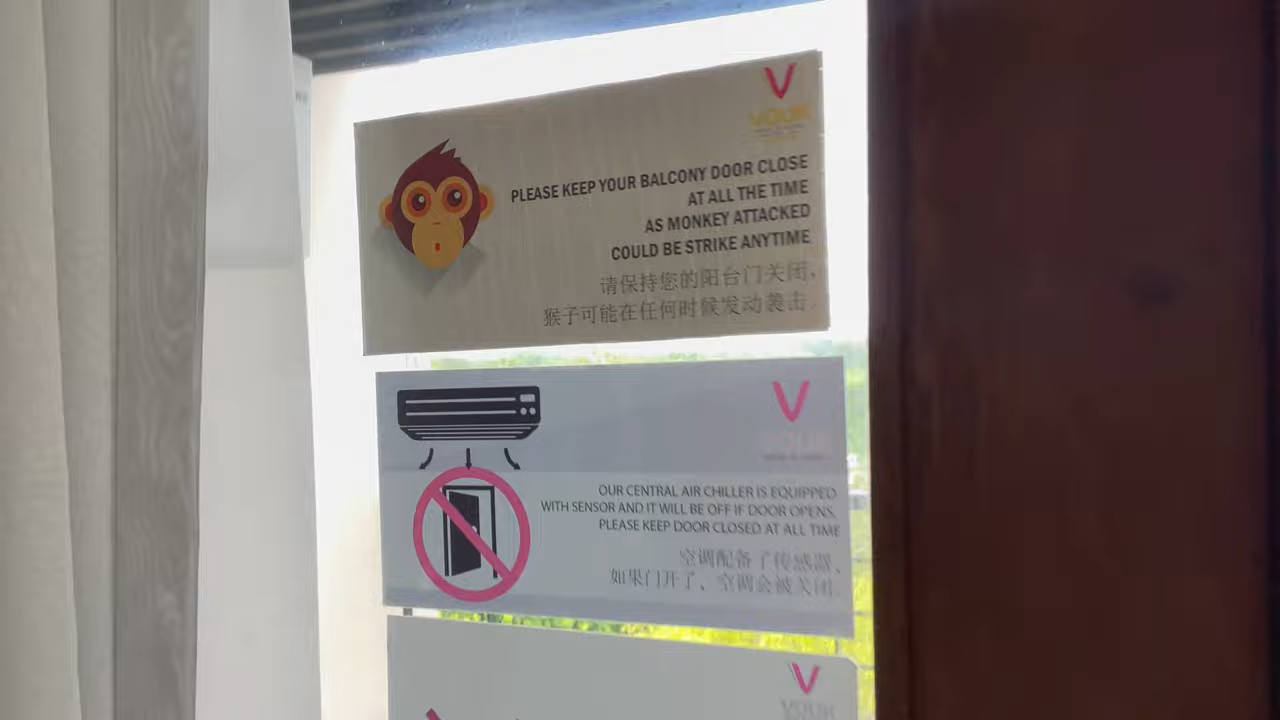 V
VOUK
PLEASE KEEP YOUR BALCONY DOOR CLOSE
AT ALL THE TIME
AS MONKEY ATTACKED
COULD BE STRIKE ANYTIME
请保持您的阳台门关闭,
猴子可能在任何时候发动袭击.
V
VOUK
OUR CENTRAL AIR CHILLER IS EQUIPPED
WITH SENSOR AND IT WILL BE OFF IF DOOR OPENS.
PLEASE KEEP DOOR CLOSED AT ALL TIME
空调配备了传感器、
如果门开了、空调会被关闭.
V
VOUK